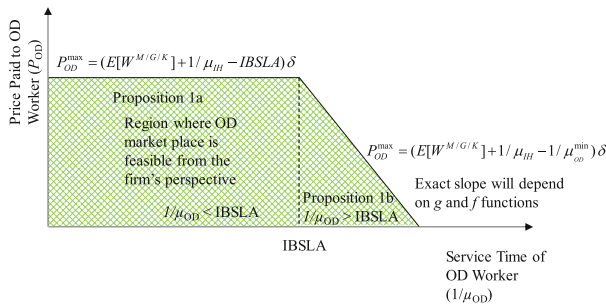 Price Paid to OD
Worker (P_OD)
P_OD^max = (E[W^{M/G/K}] + 1/μ_IH − IBSLA)δ
Proposition 1a
Region where OD
market place is
feasible from the
firm's perspective
1/μ_OD < IBSLA
P_OD^max = (E[W^{M/G/K}] + 1/μ_IH − 1/μ_OD^min)δ
Proposition 1b
1/μ_OD > IBSLA
Exact slope will depend
on g and f functions
IBSLA
Service Time of
OD Worker
(1/μ_OD)